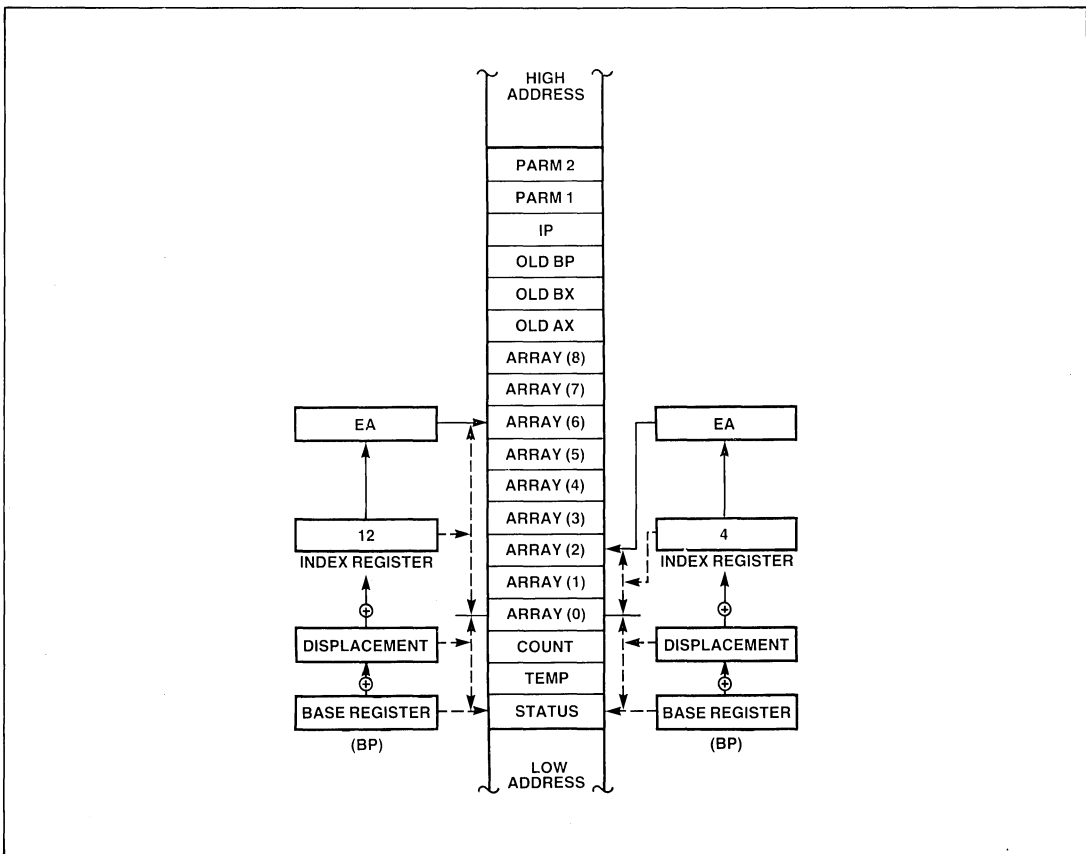 HIGH
ADDRESS
PARM 2
PARM 1
IP
OLD BP
OLD BX
OLD AX
ARRAY (8)
ARRAY (7)
ARRAY (6)
ARRAY (5)
ARRAY (4)
ARRAY (3)
ARRAY (2)
ARRAY (1)
ARRAY (0)
COUNT
TEMP
STATUS
LOW
ADDRESS
EA
12
INDEX REGISTER
DISPLACEMENT
BASE REGISTER
(BP)
EA
4
INDEX REGISTER
DISPLACEMENT
BASE REGISTER
(BP)